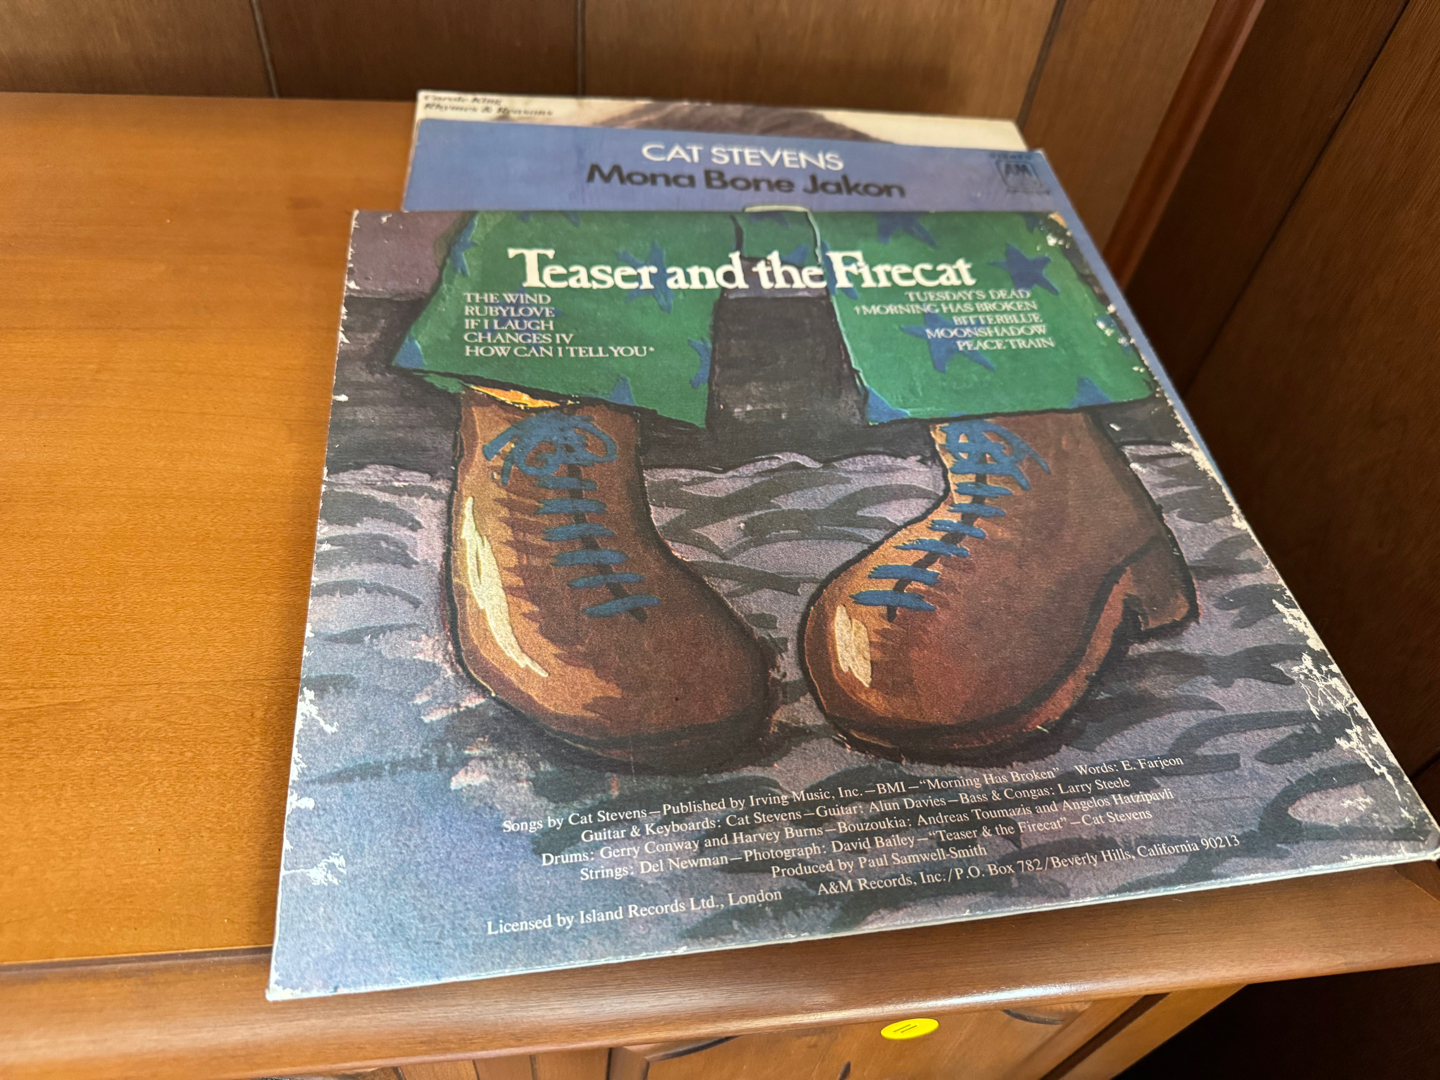 Carole King
Rhymes & Reasons
CAT STEVENS
Mona Bone Jakon
AM
Teaser and the Firecat
THE WIND
RUBYLOVE
IF I LAUGH
CHANGES IV
HOW CAN I TELL YOU*
TUESDAY'S DEAD
†MORNING HAS BROKEN
BITTERBLUE
MOONSHADOW
PEACE TRAIN
Songs by Cat Stevens—Published by Irving Music, Inc.—BMI—"Morning Has Broken" Words: E. Farjeon
Guitar & Keyboards: Cat Stevens—Guitar: Alun Davies—Bass & Congas: Larry Steele
Drums: Gerry Conway and Harvey Burns—Bouzoukia: Andreas Toumazis and Angelos Hatzipavli
Strings: Del Newman—Photograph: David Bailey—"Teaser & the Firecat"—Cat Stevens
Produced by Paul Samwell-Smith
Licensed by Island Records Ltd., London A&M Records, Inc./P.O. Box 782/Beverly Hills, California 90213